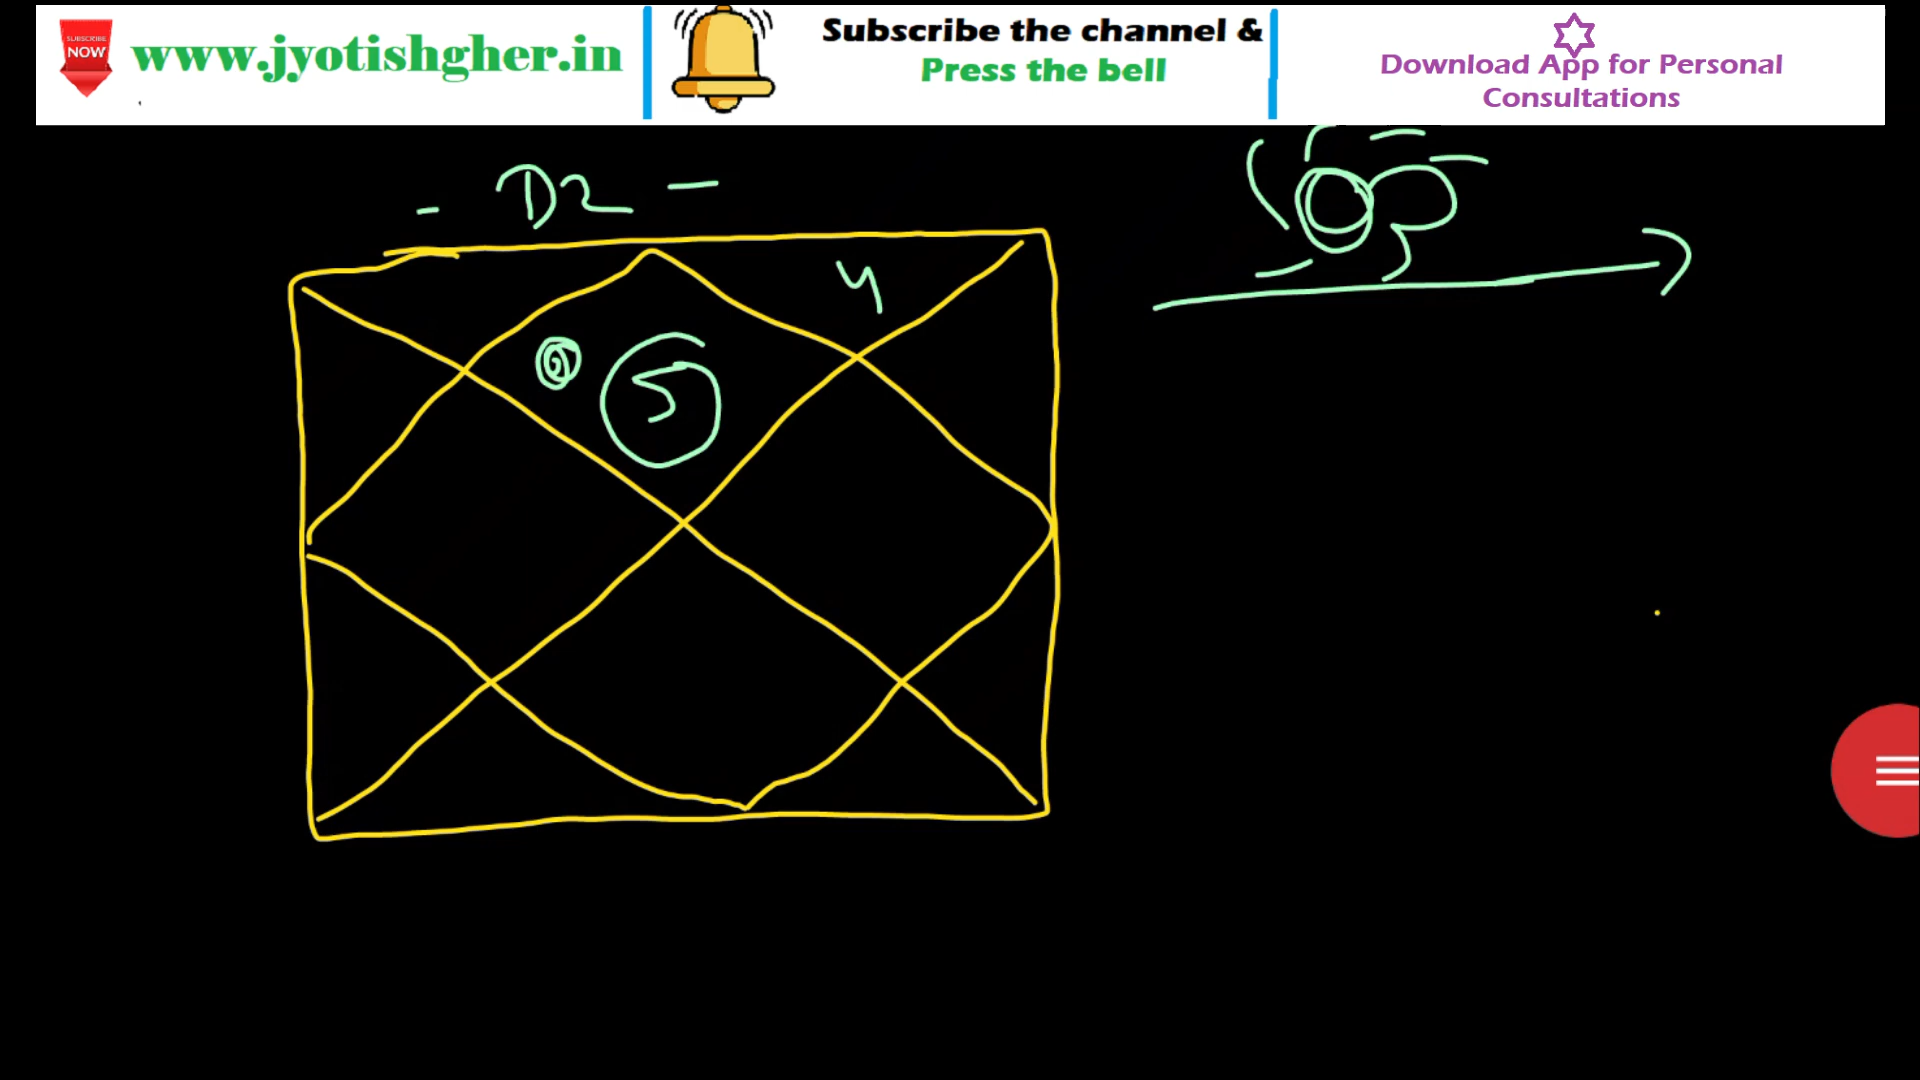 SUBSCRIBE
NOW
www.jyotishgher.in
Subscribe the channel &
Press the bell
Download App for Personal
Consultations
- D2 -
4
5